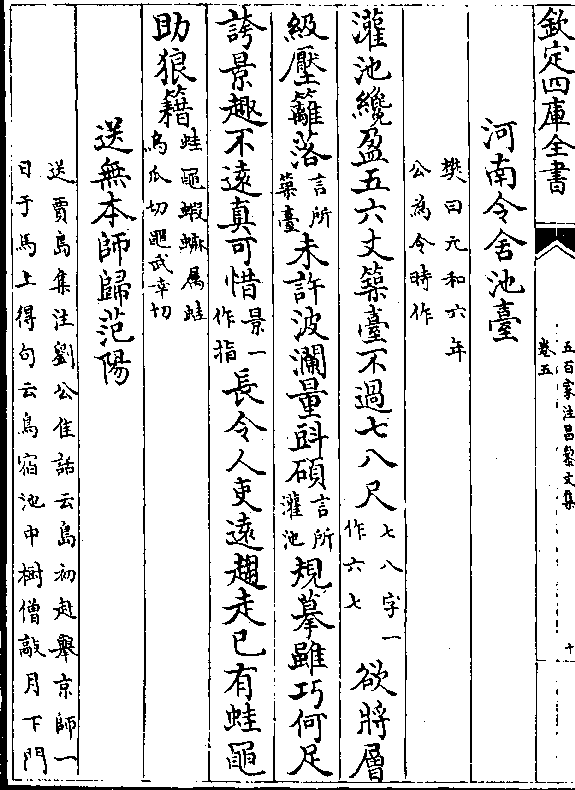 欽定四庫全書
五百家注昌黎文集
卷五
十
河南令舍池臺
樊曰元和六年
公為令時作
灌池纔盈五六丈築臺不過七八尺
七八字一
作六七
欲將層
級壓籬落
言所
築臺
未許波瀾量斗碩
言所
灌池
規摹雖巧何足
誇景趣不遠真可惜
景一
作指
長令人吏遠趨走已有蛙黽
助狼籍
蛙黽蝦蟆属蛙
烏瓜切黽武幸切
送無本師歸范陽
送賈島集注劉公佳話云島初赴舉京師一
日于馬上得句云鳥宿池中樹僧敲月下門